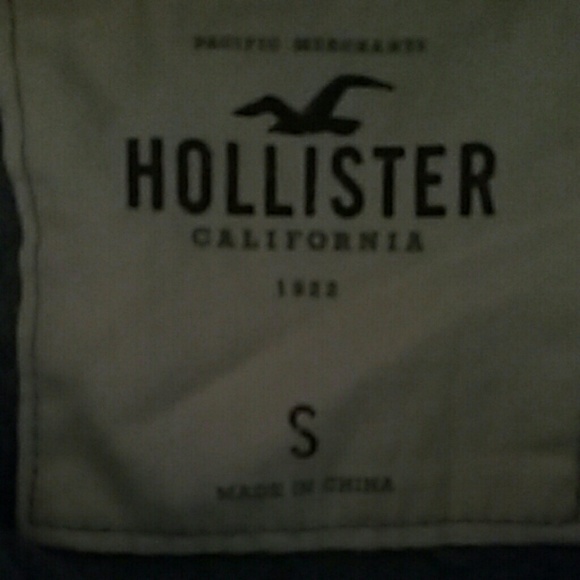 PACIFIC MERCHANTS
HOLLISTER
CALIFORNIA
1922
S
MADE IN CHINA